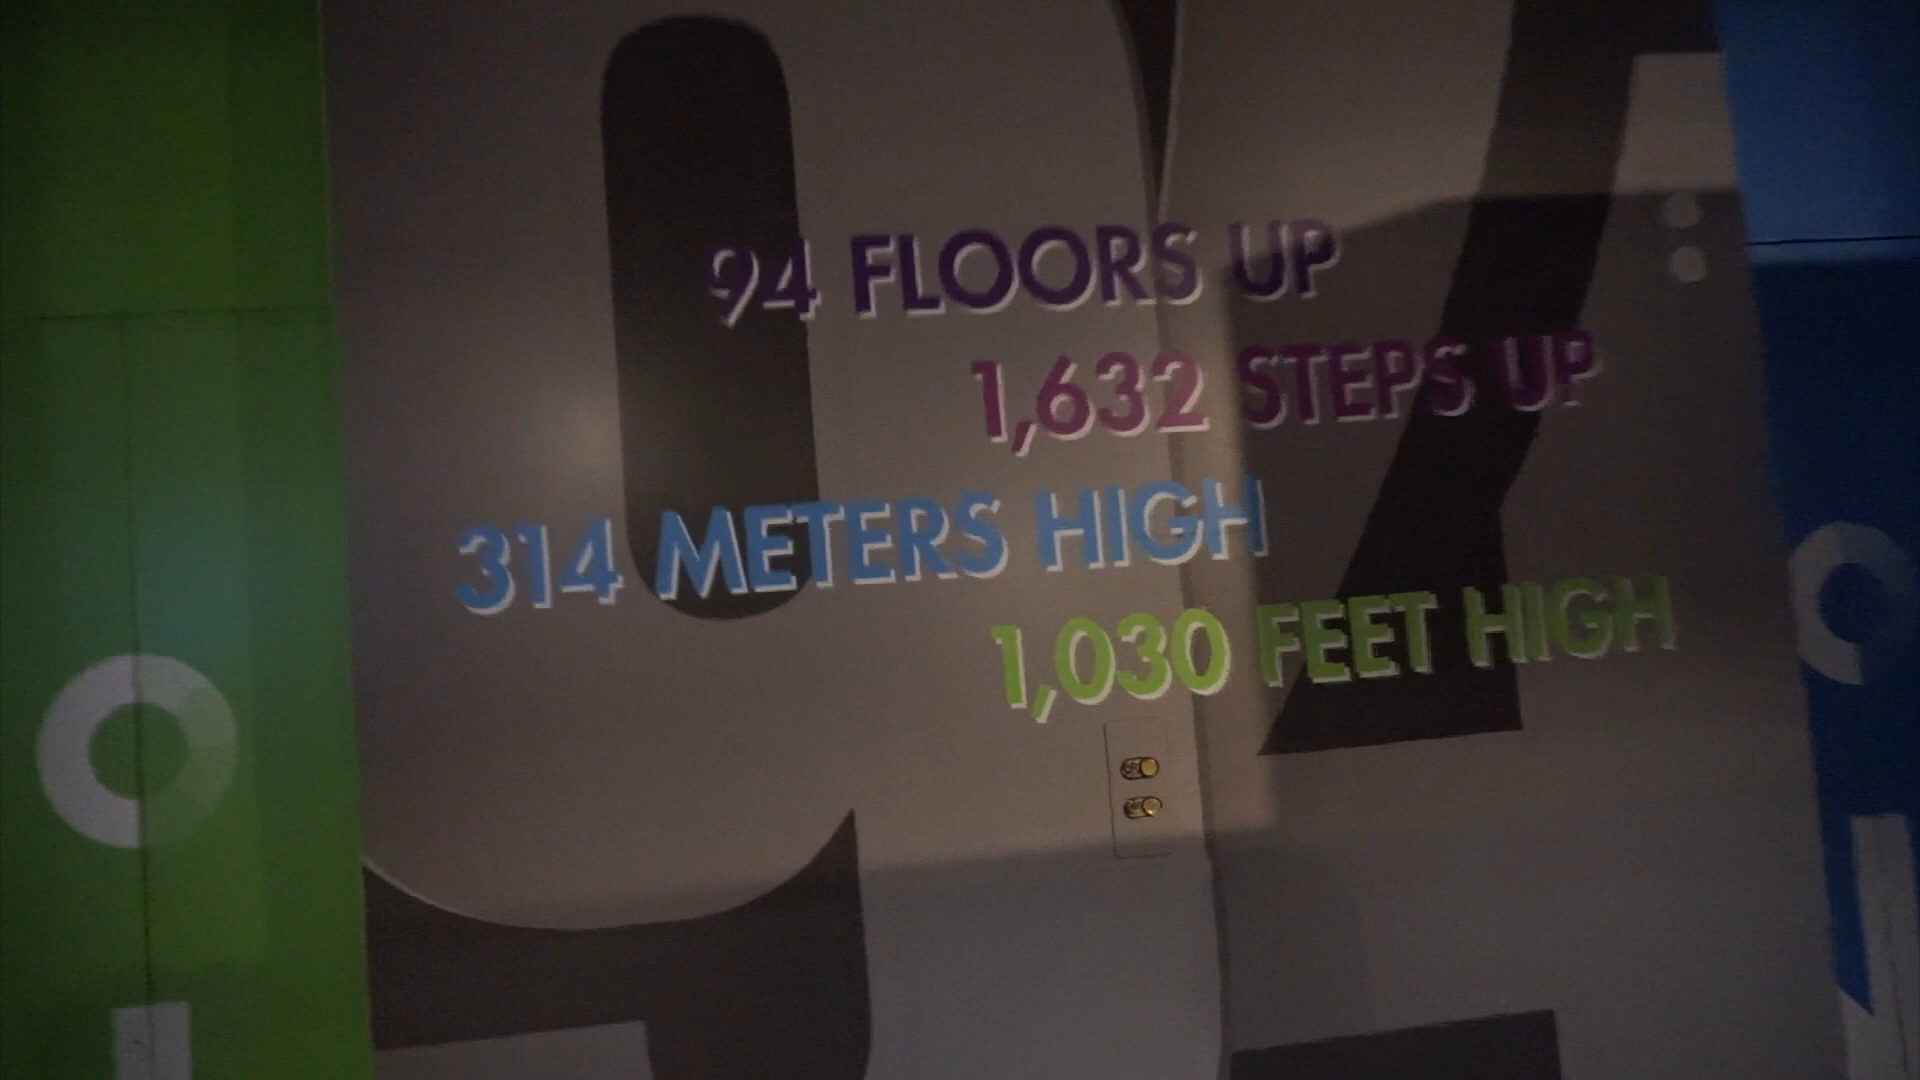 94 FLOORS UP
1,632 STEPS UP
314 METERS HIGH
1,030 FEET HIGH